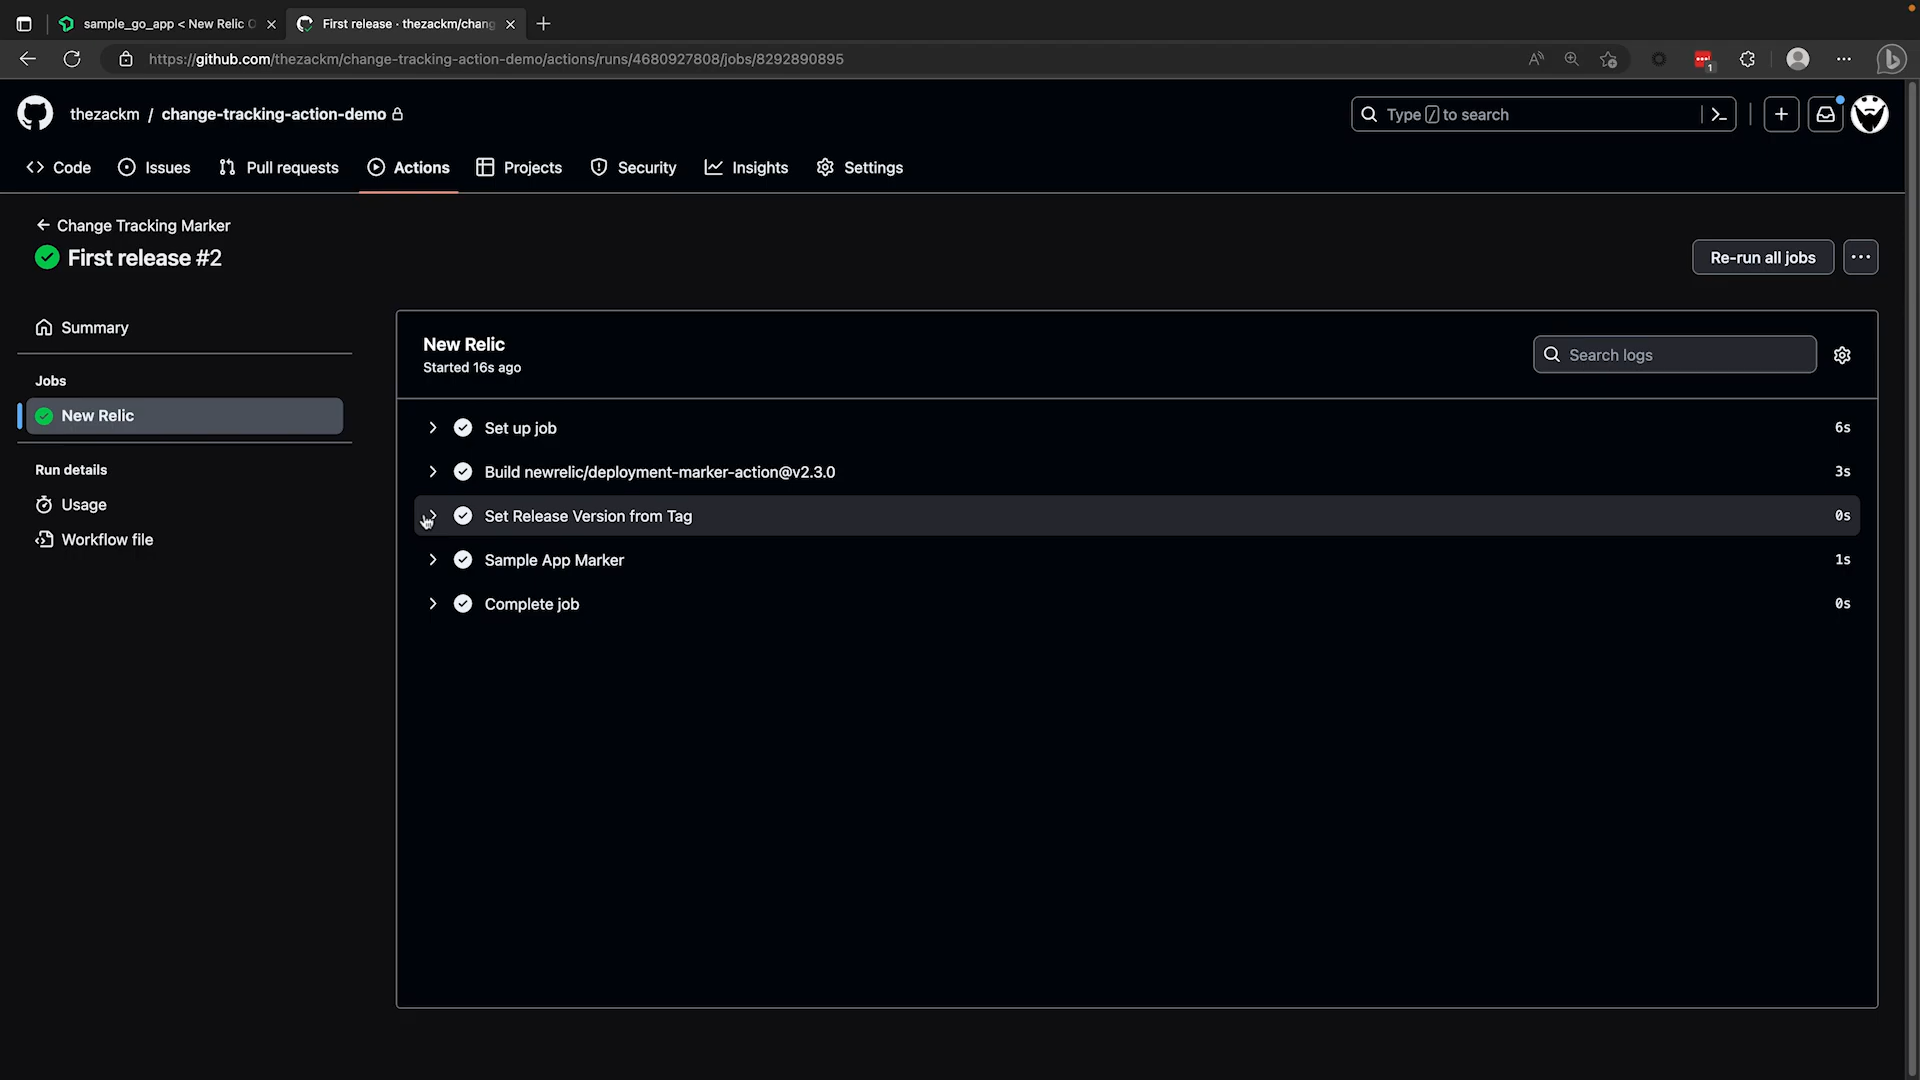 sample_go_app < New Relic
First release · thezackm/chang
https://github.com/thezackm/change-tracking-action-demo/actions/runs/4680927808/jobs/8292890895
1
thezackm / change-tracking-action-demo
Type / to search
Code
Issues
Pull requests
Actions
Projects
Security
Insights
Settings
Change Tracking Marker
First release #2
Re-run all jobs
Summary
Jobs
New Relic
Run details
Usage
Workflow file
New Relic
Started 16s ago
Search logs
Set up job 6s
Build newrelic/deployment-marker-action@v2.3.0 3s
Set Release Version from Tag 0s
Sample App Marker 1s
Complete job 0s